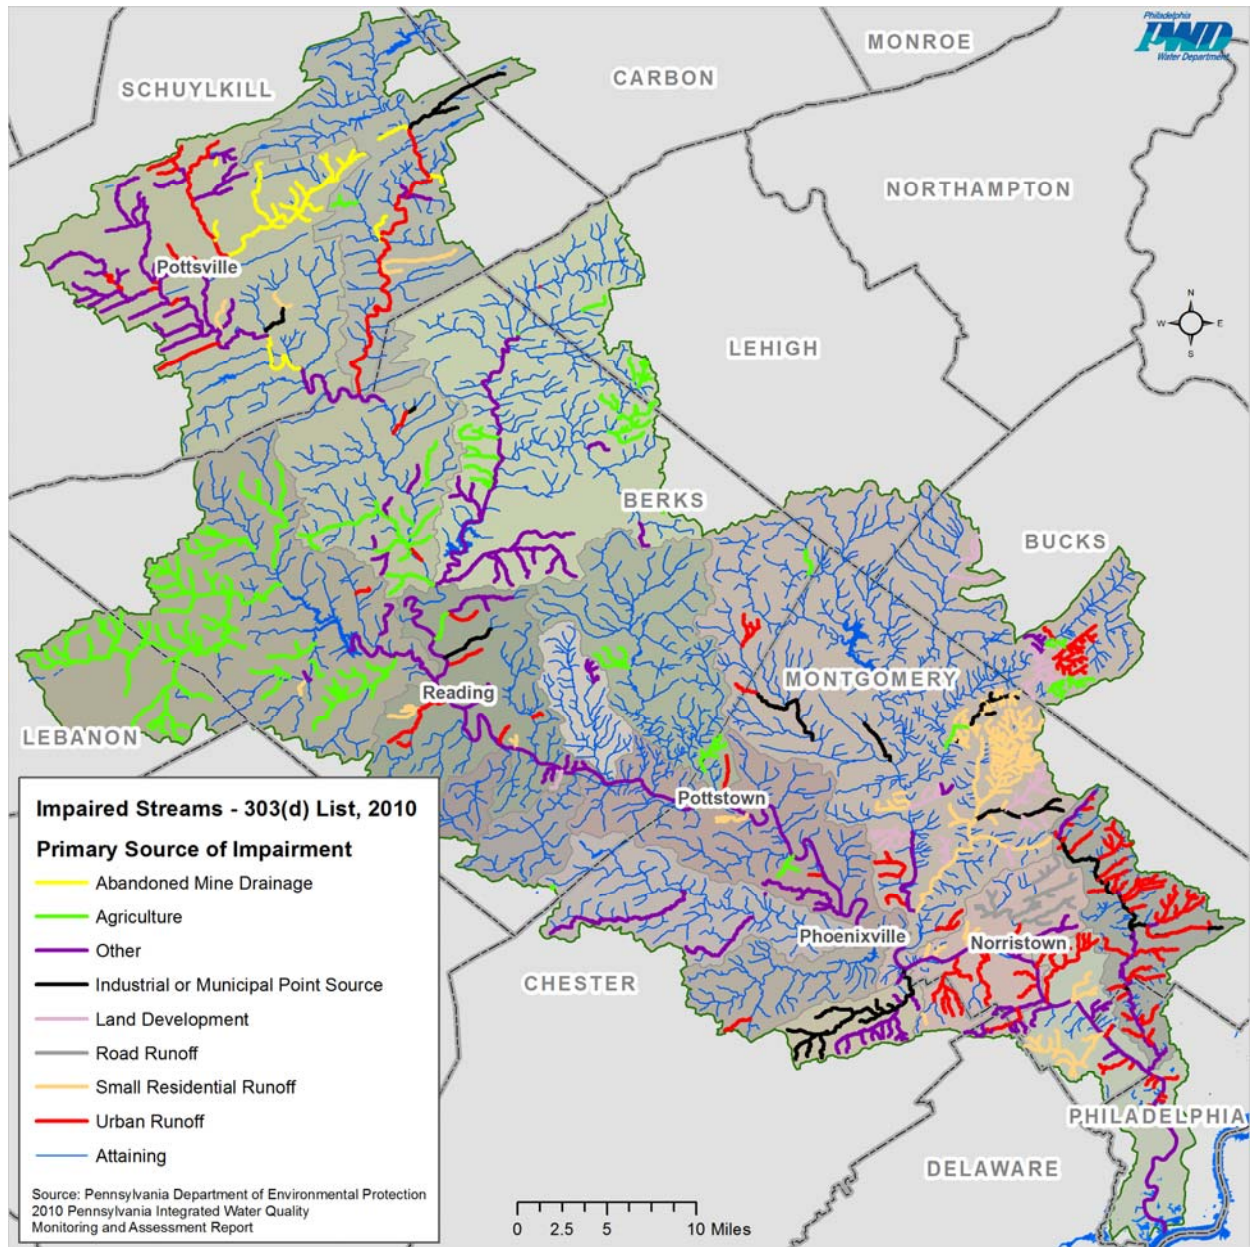 Philadelphia
PWD
Water Department
MONROE
CARBON
SCHUYLKILL
NORTHAMPTON
Pottsville
N
W E
S
LEHIGH
BERKS
BUCKS
MONTGOMERY
Reading
LEBANON
Pottstown
Phoenixville
Norristown
CHESTER
PHILADELPHIA
DELAWARE
Impaired Streams - 303(d) List, 2010
Primary Source of Impairment
Abandoned Mine Drainage
Agriculture
Other
Industrial or Municipal Point Source
Land Development
Road Runoff
Small Residential Runoff
Urban Runoff
Attaining
Source: Pennsylvania Department of Environmental Protection
2010 Pennsylvania Integrated Water Quality
Monitoring and Assessment Report
0 2.5 5 10 Miles